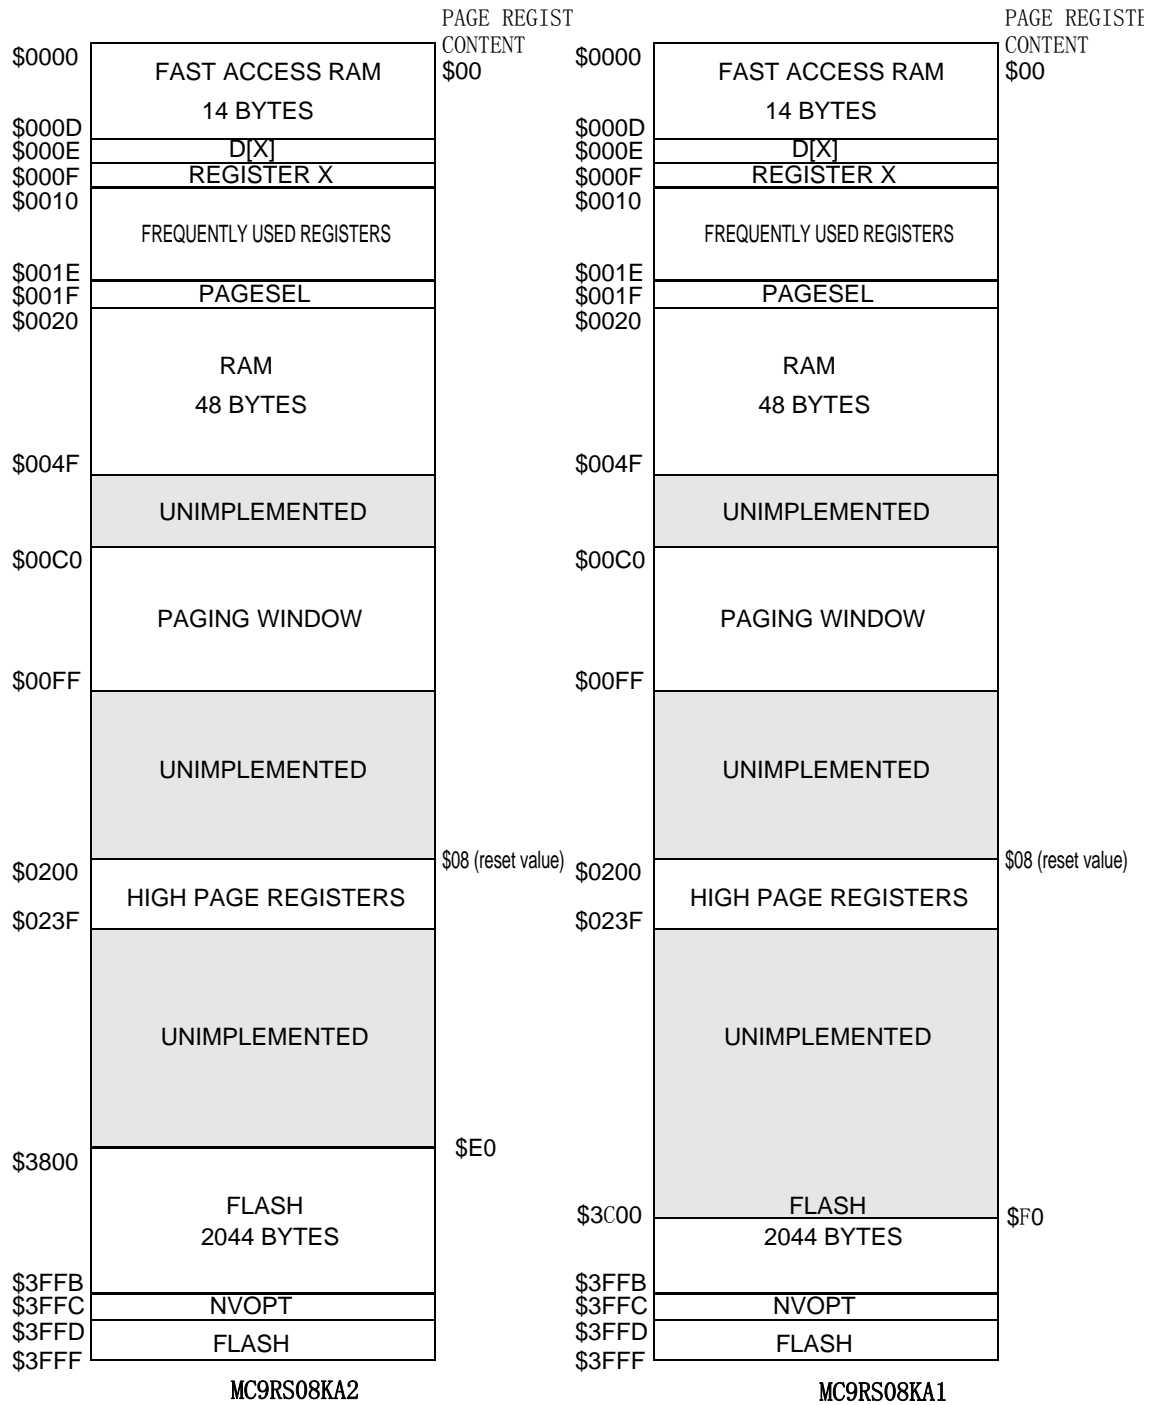 PAGE REGIST
CONTENT
$0000
FAST ACCESS RAM
$00
14 BYTES
$000D
$000E
D[X]
$000F
REGISTER X
$0010
FREQUENTLY USED REGISTERS
$001E
$001F
PAGESEL
$0020
RAM
48 BYTES
$004F
UNIMPLEMENTED
$00C0
PAGING WINDOW
$00FF
UNIMPLEMENTED
$08 (reset value)
$0200
HIGH PAGE REGISTERS
$023F
UNIMPLEMENTED
$E0
$3800
FLASH
2044 BYTES
$3FFB
$3FFC
NVOPT
$3FFD
FLASH
$3FFF
MC9RS08KA2
PAGE REGISTE
CONTENT
$0000
FAST ACCESS RAM
$00
14 BYTES
$000D
$000E
D[X]
$000F
REGISTER X
$0010
FREQUENTLY USED REGISTERS
$001E
$001F
PAGESEL
$0020
RAM
48 BYTES
$004F
UNIMPLEMENTED
$00C0
PAGING WINDOW
$00FF
UNIMPLEMENTED
$08 (reset value)
$0200
HIGH PAGE REGISTERS
$023F
UNIMPLEMENTED
FLASH
$3C00
$F0
2044 BYTES
$3FFB
$3FFC
NVOPT
$3FFD
FLASH
$3FFF
MC9RS08KA1